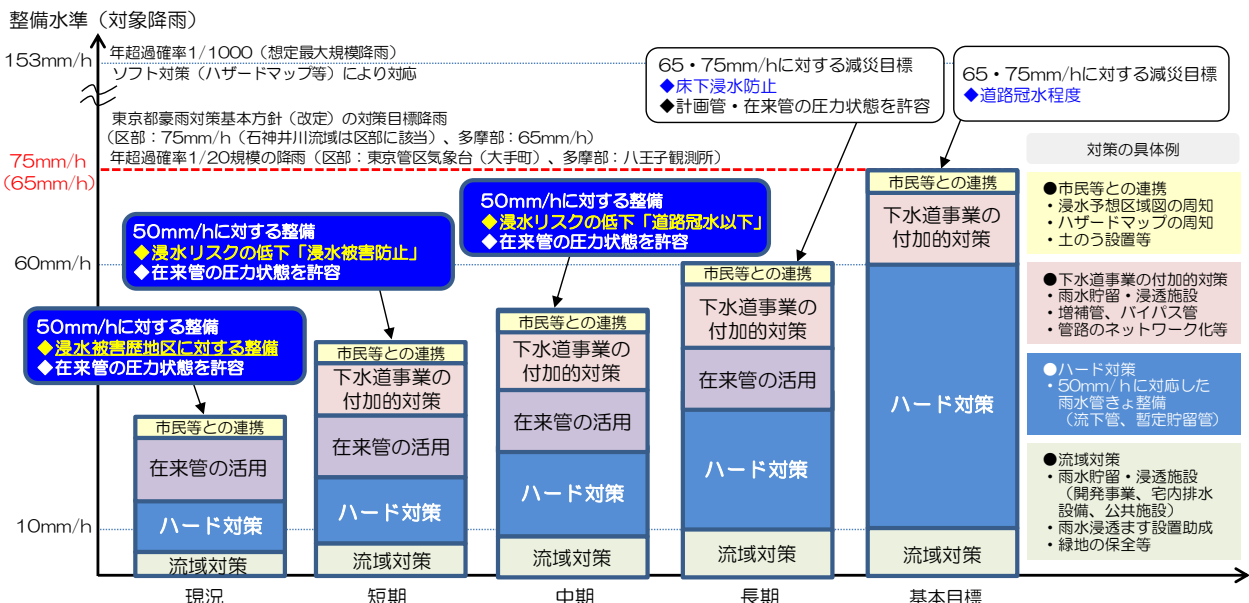 整備水準（対象降雨）
153mm/h
年超過確率1/1000（想定最大規模降雨）
ソフト対策（ハザードマップ等）により対応
東京都豪雨対策基本方針（改定）の対策目標降雨
（区部：75mm/h（石神井川流域は区部に該当）、多摩部：65mm/h）
年超過確率1/20規模の降雨（区部：東京管区気象台（大手町）、多摩部：八王子観測所）
75mm/h
(65mm/h)
60mm/h
10mm/h
65・75mm/hに対する減災目標
◆床下浸水防止
◆計画管・在来管の圧力状態を許容
65・75mm/hに対する減災目標
◆道路冠水程度
50mm/hに対する整備
◆浸水被害歴地区に対する整備
◆在来管の圧力状態を許容
50mm/hに対する整備
◆浸水リスクの低下「浸水被害防止」
◆在来管の圧力状態を許容
50mm/hに対する整備
◆浸水リスクの低下「道路冠水以下」
◆在来管の圧力状態を許容
市民等との連携
在来管の活用
ハード対策
流域対策
現況
市民等との連携
下水道事業の
付加的対策
在来管の活用
ハード対策
流域対策
短期
市民等との連携
下水道事業の
付加的対策
在来管の活用
ハード対策
流域対策
中期
市民等との連携
下水道事業の
付加的対策
在来管の活用
ハード対策
流域対策
長期
市民等との連携
下水道事業の
付加的対策
ハード対策
流域対策
基本目標
対策の具体例
●市民等との連携
・浸水予想区域図の周知
・ハザードマップの周知
・土のう設置等
●下水道事業の付加的対策
・雨水貯留・浸透施設
・増補管、バイパス管
・管路のネットワーク化等
●ハード対策
・50mm/hに対応した
雨水管きょ整備
（流下管、暫定貯留管）
●流域対策
・雨水貯留・浸透施設
（開発事業、宅内排水
設備、公共施設）
・雨水浸透ます設置助成
・緑地の保全等